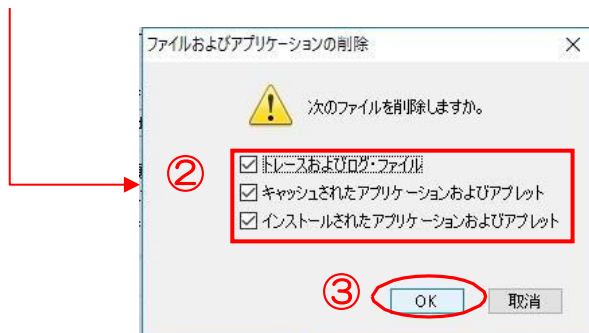 ファイルおよびアプリケーションの削除
次のファイルを削除しますか。
②
トレースおよびログ・ファイル
キャッシュされたアプリケーションおよびアプレット
インストールされたアプリケーションおよびアプレット
③
OK
取消